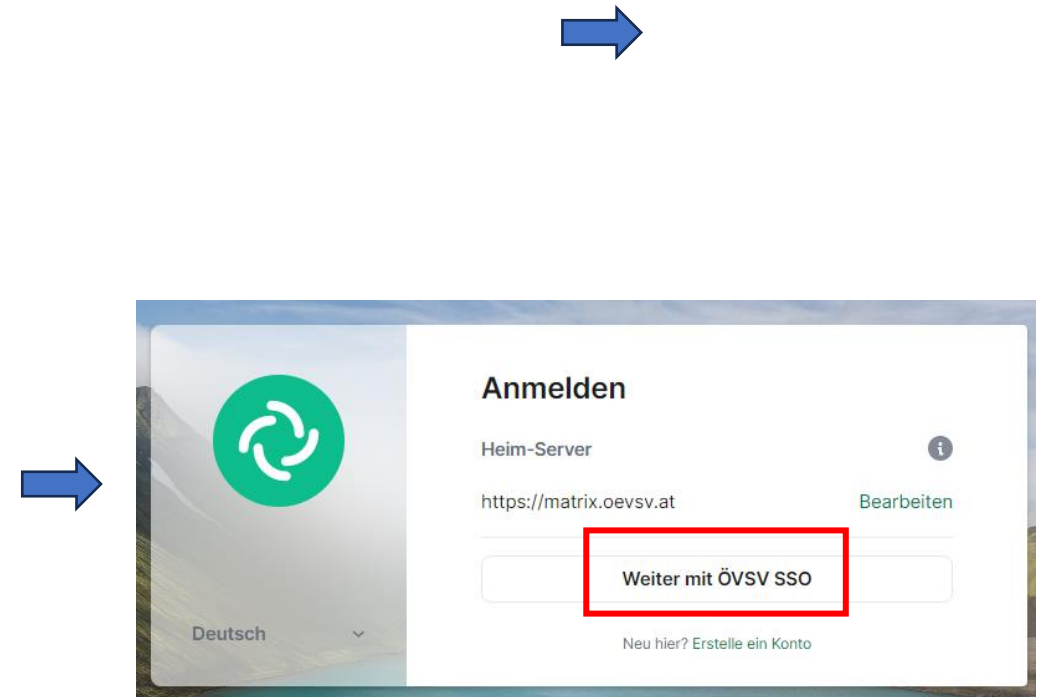 Anmelden
Heim-Server
https://matrix.oevsv.at Bearbeiten
Weiter mit ÖVSV SSO
Deutsch
Neu hier? Erstelle ein Konto